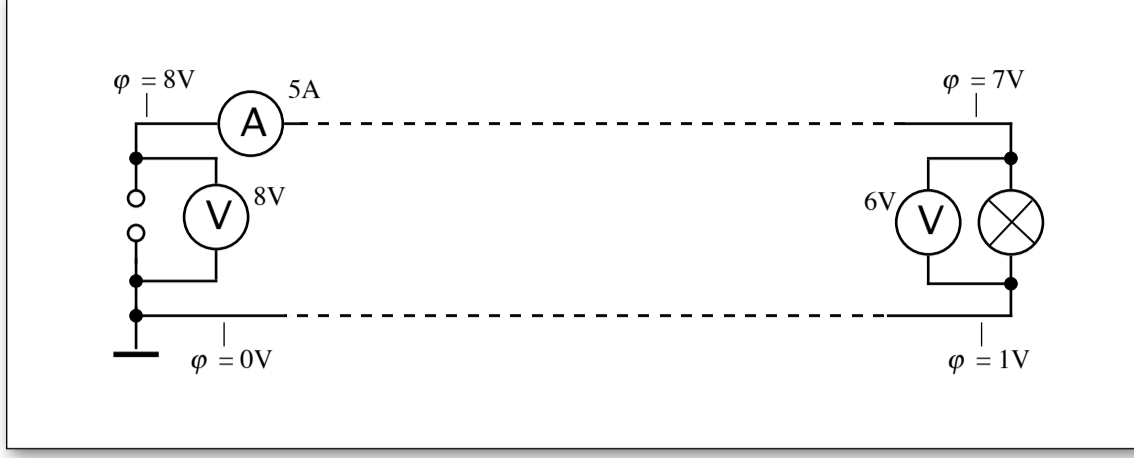 φ = 8V
5A
φ = 7V
A
8V
V
6V
V
φ = 0V
φ = 1V